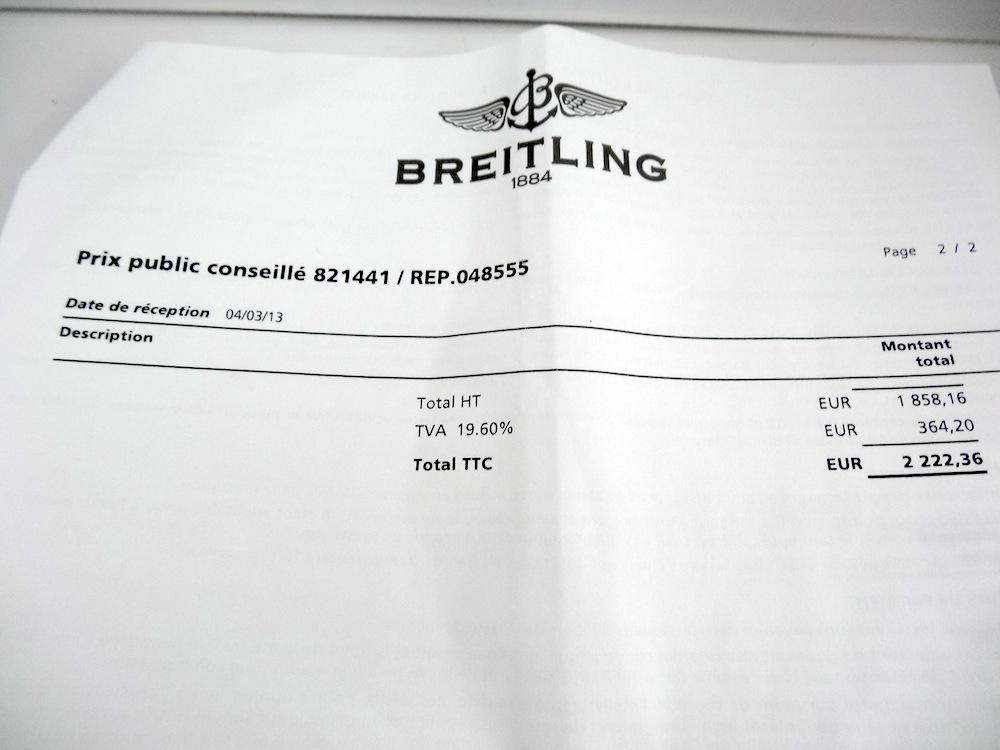 BREITLING
1884
Page 2 / 2
Prix public conseillé 821441 / REP.048555
Date de réception 04/03/13
Description Montant total
Total HT EUR 1 858,16
TVA 19.60% EUR 364,20
Total TTC EUR 2 222,36